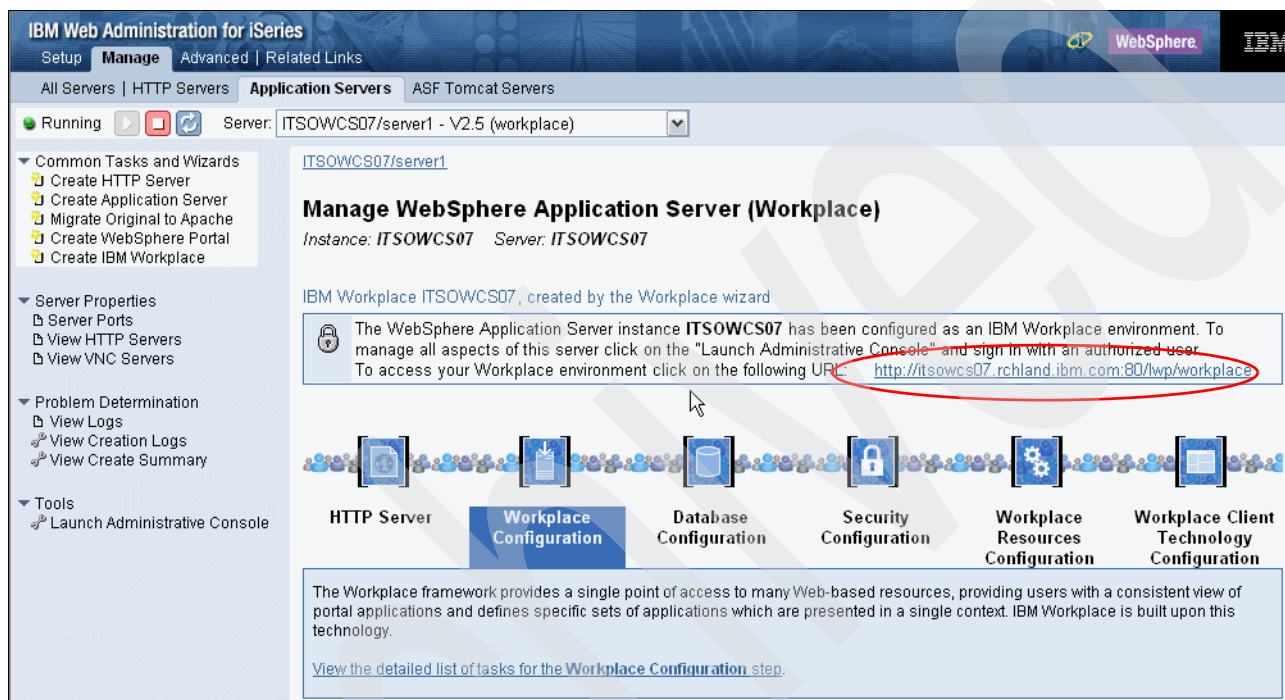 IBM Web Administration for iSeries
Setup Manage Advanced | Related Links
WebSphere. IBM
All Servers | HTTP Servers Application Servers ASF Tomcat Servers
Running Server: ITSOWCS07/server1 - V2.5 (workplace)
Common Tasks and Wizards
Create HTTP Server
Create Application Server
Migrate Original to Apache
Create WebSphere Portal
Create IBM Workplace
Server Properties
Server Ports
View HTTP Servers
View VNC Servers
Problem Determination
View Logs
View Creation Logs
View Create Summary
Tools
Launch Administrative Console
ITSOWCS07/server1
Manage WebSphere Application Server (Workplace)
Instance: ITSOWCS07 Server: ITSOWCS07
IBM Workplace ITSOWCS07, created by the Workplace wizard
The WebSphere Application Server instance ITSOWCS07 has been configured as an IBM Workplace environment. To
manage all aspects of this server click on the "Launch Administrative Console" and sign in with an authorized user.
To access your Workplace environment click on the following URL: http://itsowcs07.rchland.ibm.com:80/lwp/workplace
HTTP Server
Workplace
Configuration
Database
Configuration
Security
Configuration
Workplace
Resources
Configuration
Workplace Client
Technology
Configuration
The Workplace framework provides a single point of access to many Web-based resources, providing users with a consistent view of
portal applications and defines specific sets of applications which are presented in a single context. IBM Workplace is built upon this
technology.
View the detailed list of tasks for the Workplace Configuration step.